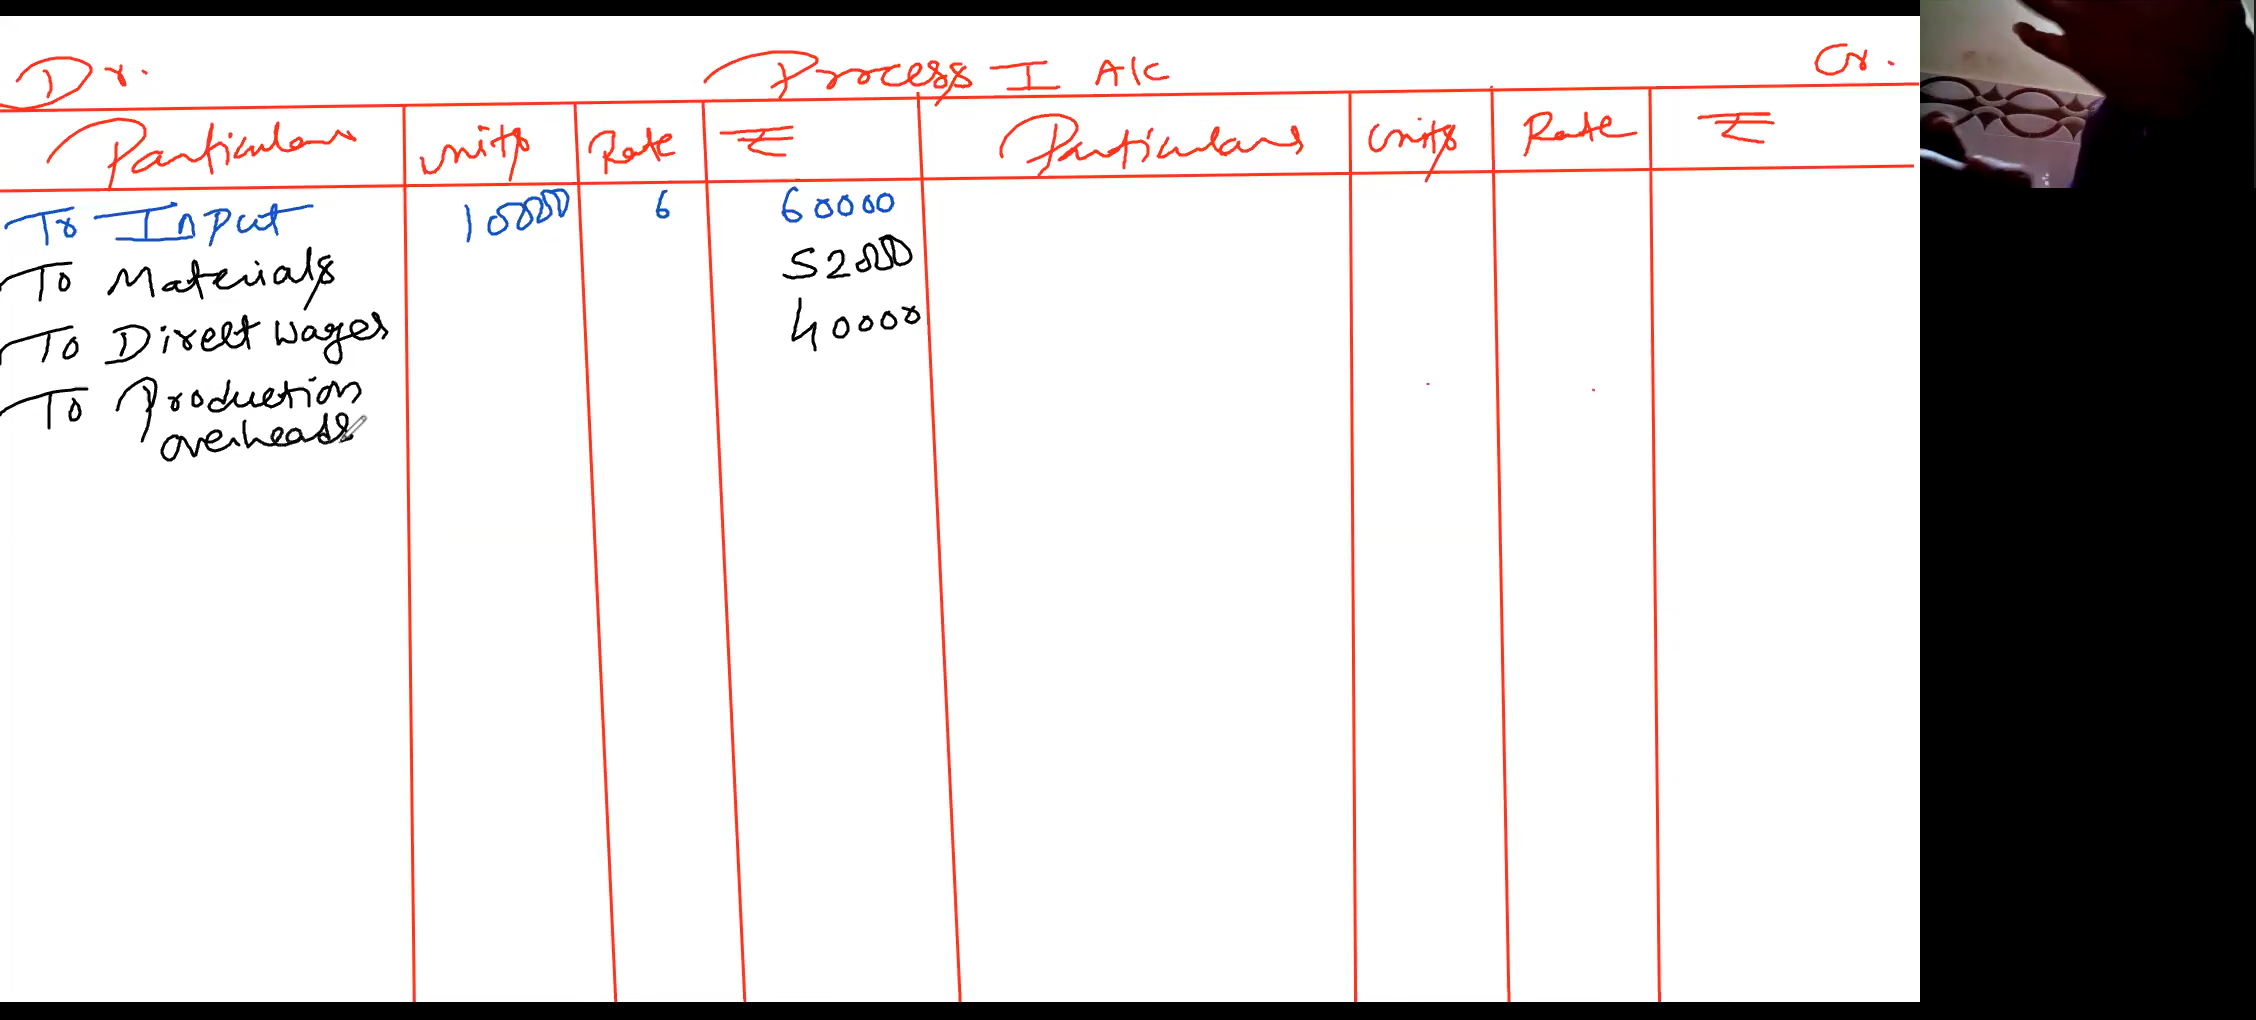 Dr. Process I A/C Cr.
Particulars units Rate ₹ Particulars units Rate ₹
To Input 10000 6 60000
To Materials 52000
To Direct wages 40000
To Production
overheads